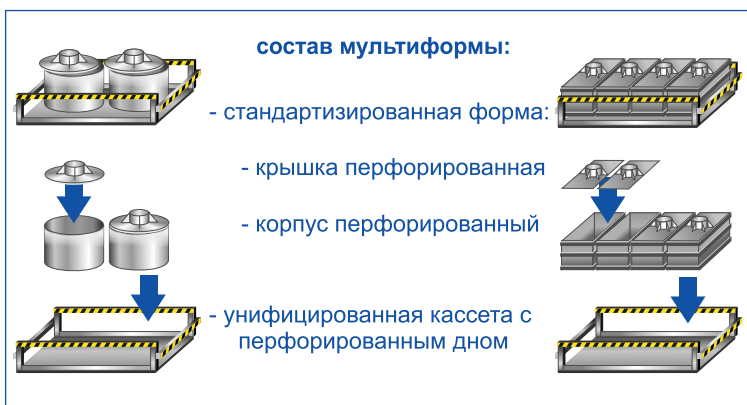 состав мультиформы:
- стандартизированная форма:
- крышка перфорированная
- корпус перфорированный
- унифицированная кассета с
перфорированным дном